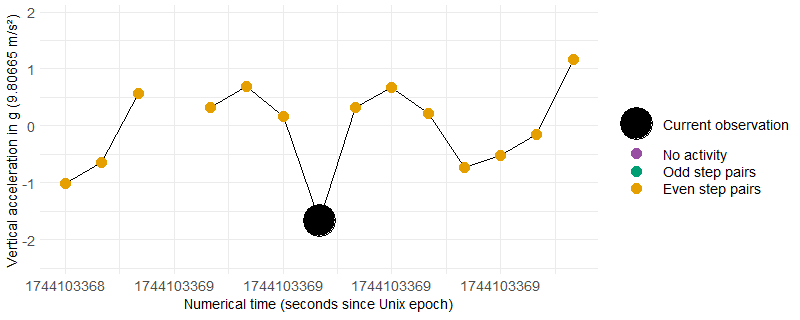 Vertical acceleration in g (9.80665 m/s²)
2
1
0
-1
-2
1744103368
1744103369
1744103369
1744103369
1744103369
Numerical time (seconds since Unix epoch)
Current observation
No activity
Odd step pairs
Even step pairs